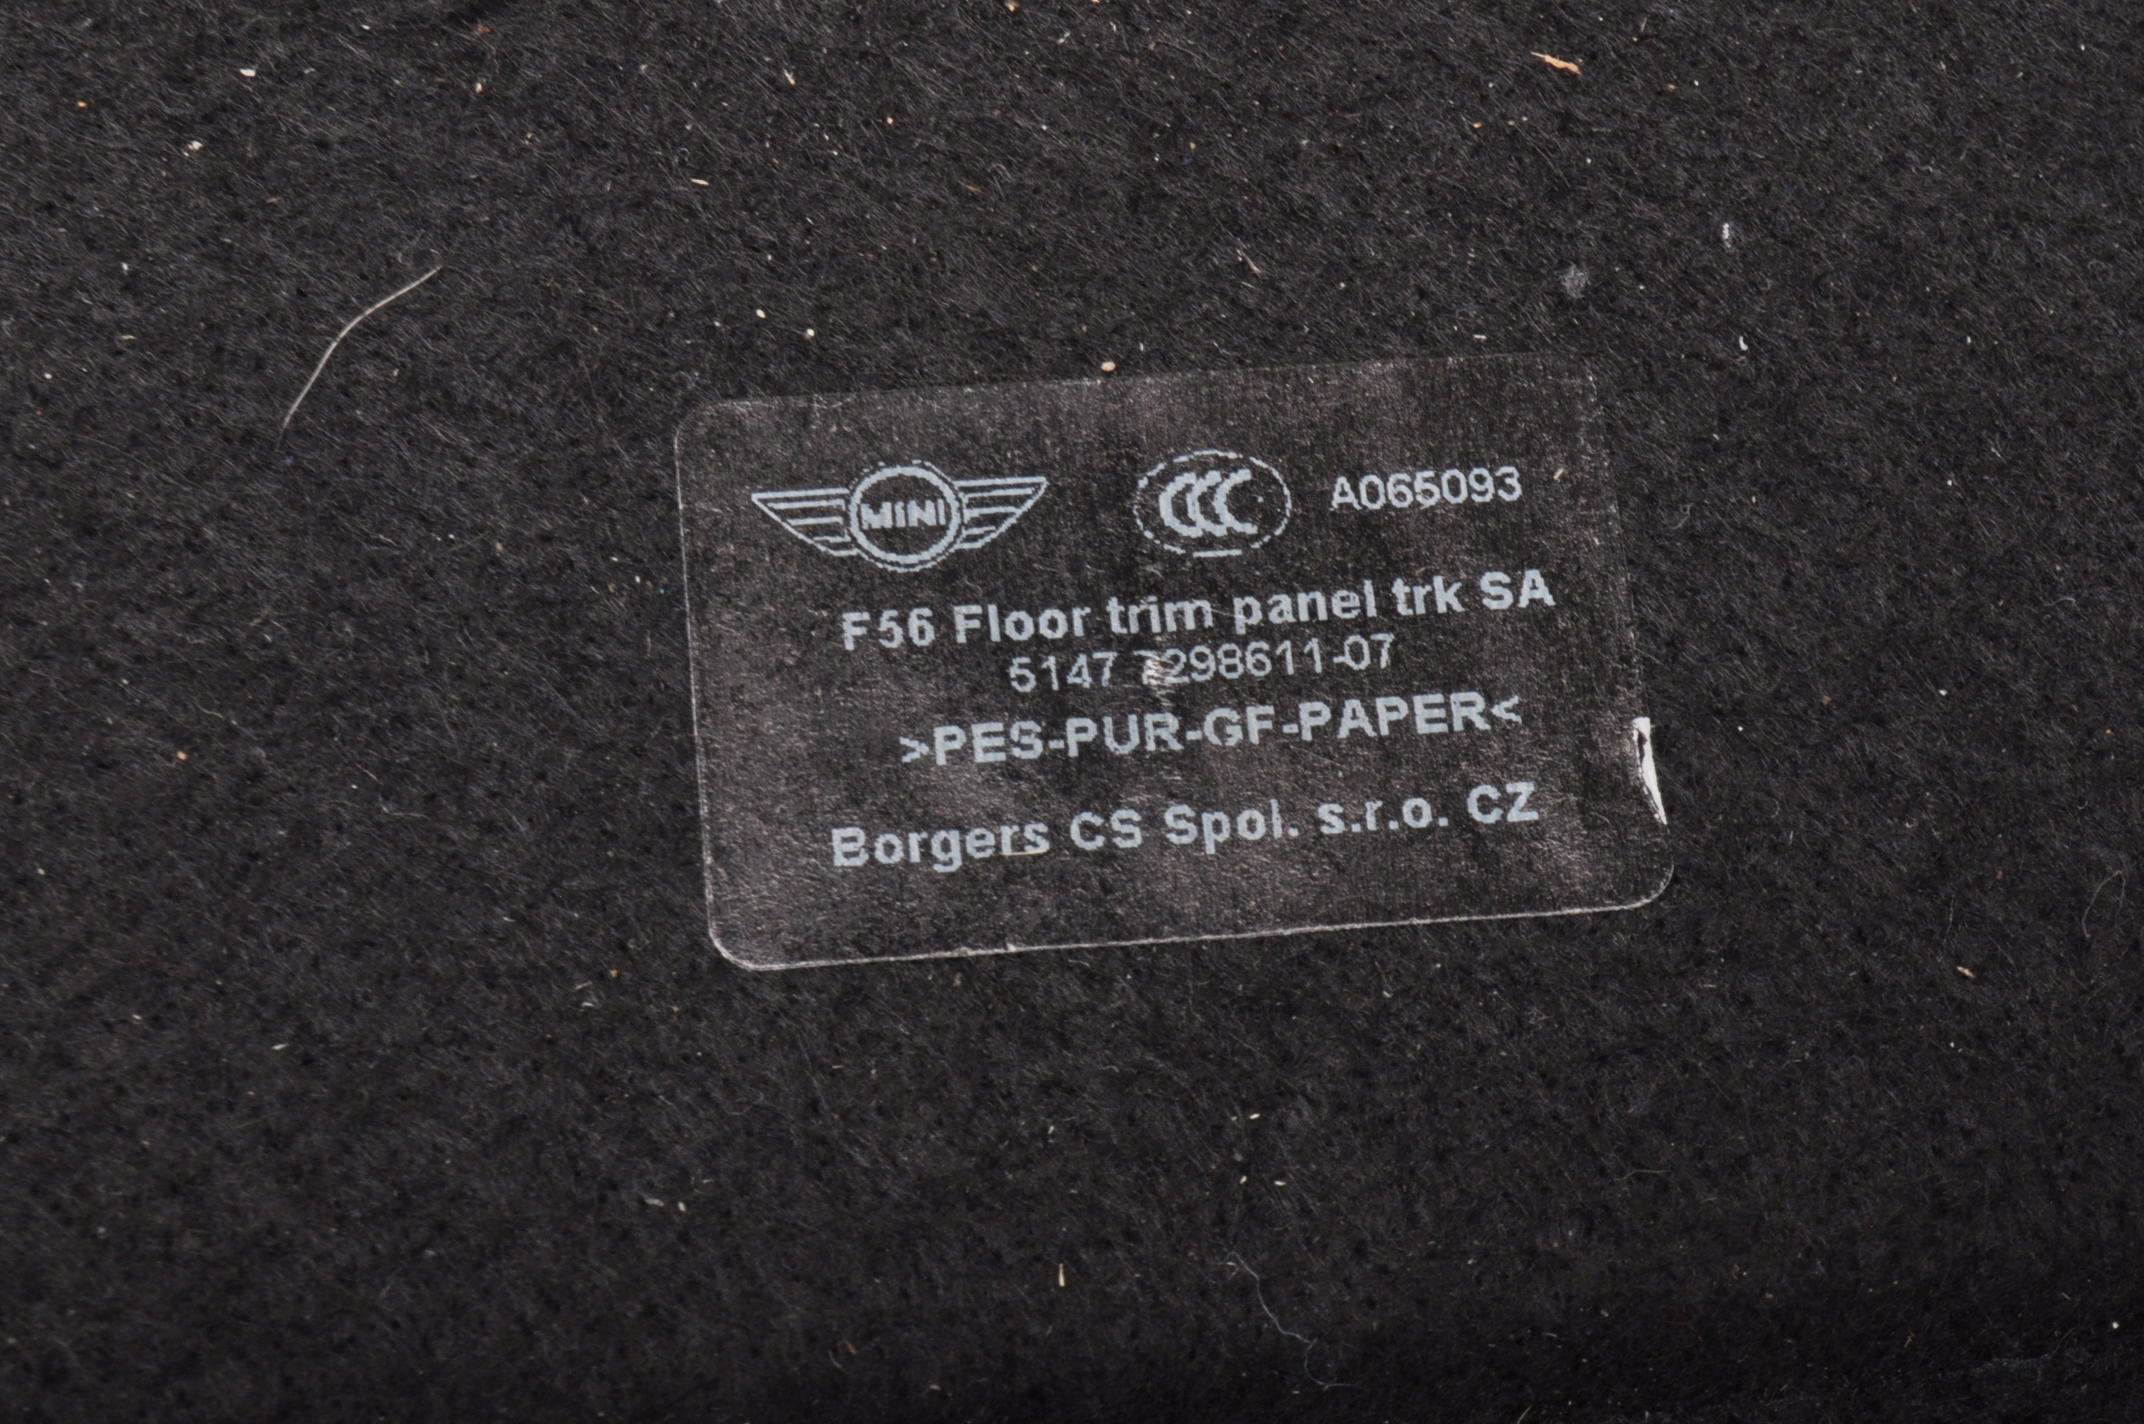 MINI CCC A065093
F56 Floor trim panel trk SA
5147 7298611-07
>PES-PUR-GF-PAPER<
Borgers CS Spol. s.r.o. CZ